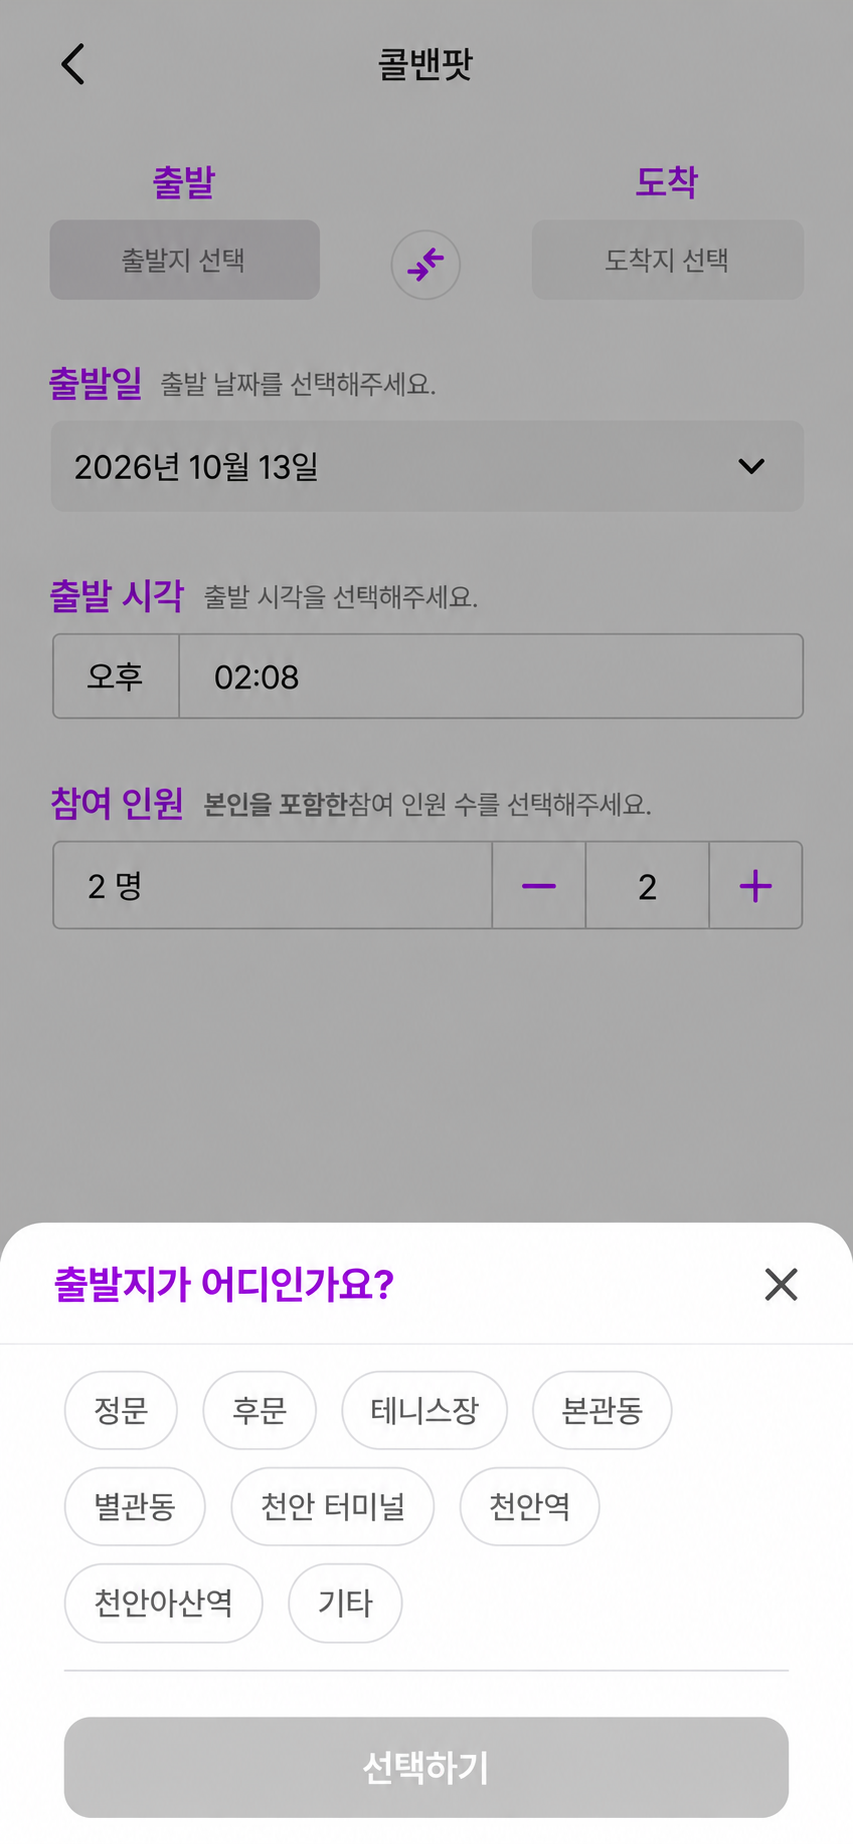 콜밴팟
출발 도착
출발지 선택 도착지 선택
출발일 출발 날짜를 선택해주세요.
2026년 10월 13일
출발 시각 출발 시각을 선택해주세요.
오후 02:08
참여 인원 본인을 포함한참여 인원 수를 선택해주세요.
2 명 2
출발지가 어디인가요?
정문 후문 테니스장 본관동
별관동 천안 터미널 천안역
천안아산역 기타
선택하기